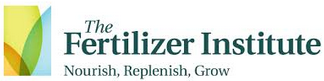 The
Fertilizer Institute
Nourish, Replenish, Grow